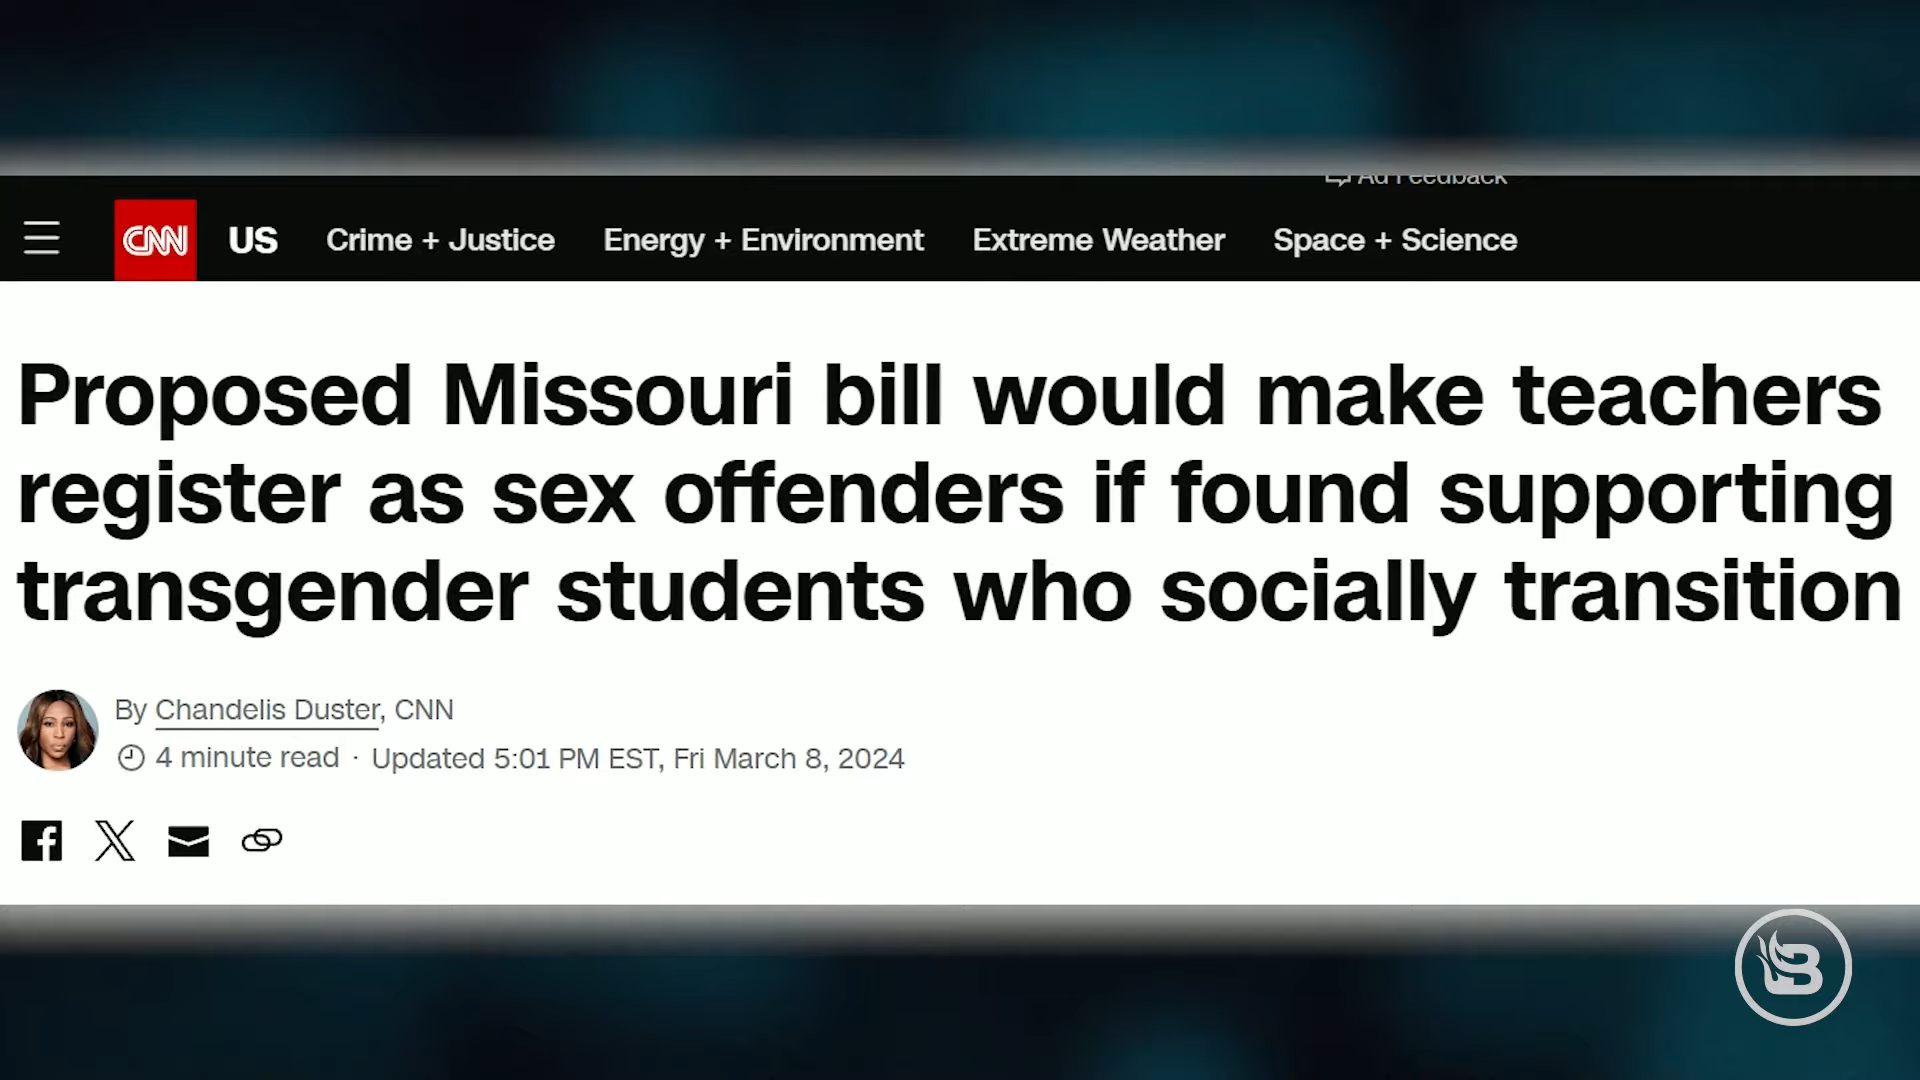 Ad Feedback
CNN US Crime + Justice Energy + Environment Extreme Weather Space + Science
Proposed Missouri bill would make teachers
register as sex offenders if found supporting
transgender students who socially transition
By Chandelis Duster, CNN
4 minute read · Updated 5:01 PM EST, Fri March 8, 2024
B